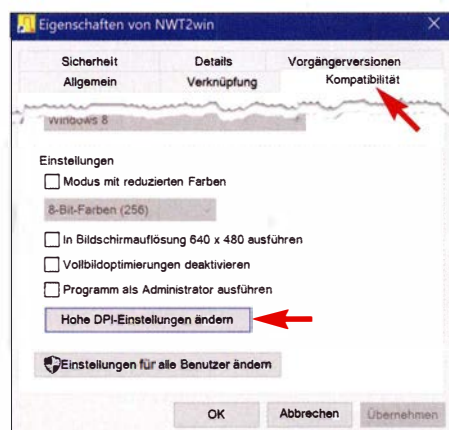 Eigenschaften von NWT2win
Sicherheit Details Vorgängerversionen
Allgemein Verknüpfung Kompatibilität
Windows 8
Einstellungen
Modus mit reduzierten Farben
8-Bit-Farben (256)
In Bildschirmauflösung 640 x 480 ausführen
Vollbildoptimierungen deaktivieren
Programm als Administrator ausführen
Hohe DPI-Einstellungen ändern
Einstellungen für alle Benutzer ändern
OK Abbrechen Übernehmen